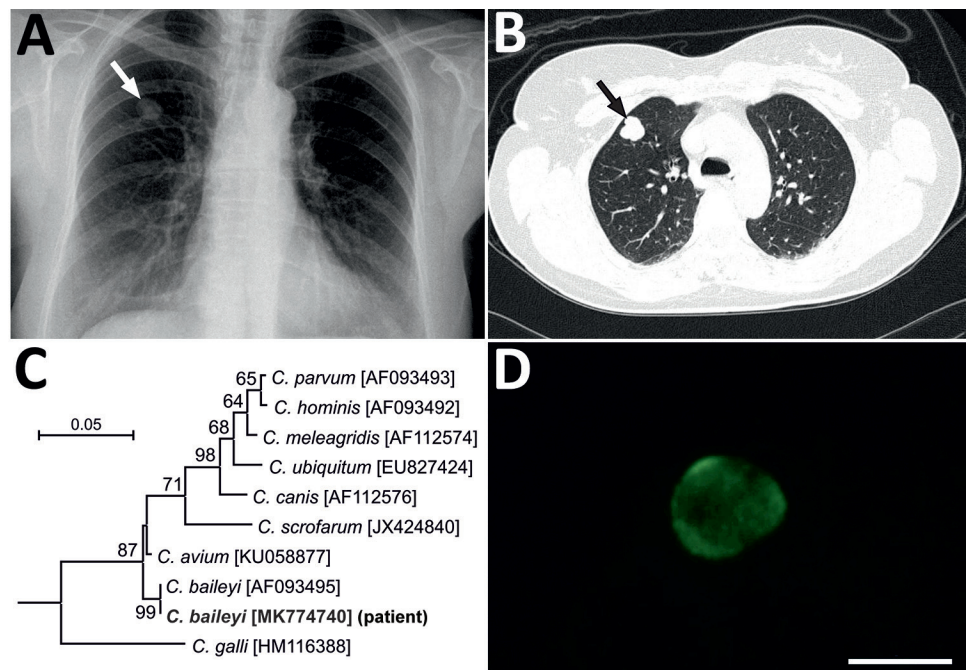 A
B
C
D
65
C. parvum [AF093493]
C. hominis [AF093492]
64
C. meleagridis [AF112574]
68
C. ubiquitum [EU827424]
98
C. canis [AF112576]
71
C. scrofarum [JX424840]
0.05
87
C. avium [KU058877]
C. baileyi [AF093495]
99
C. baileyi [MK774740] (patient)
C. galli [HM116388]